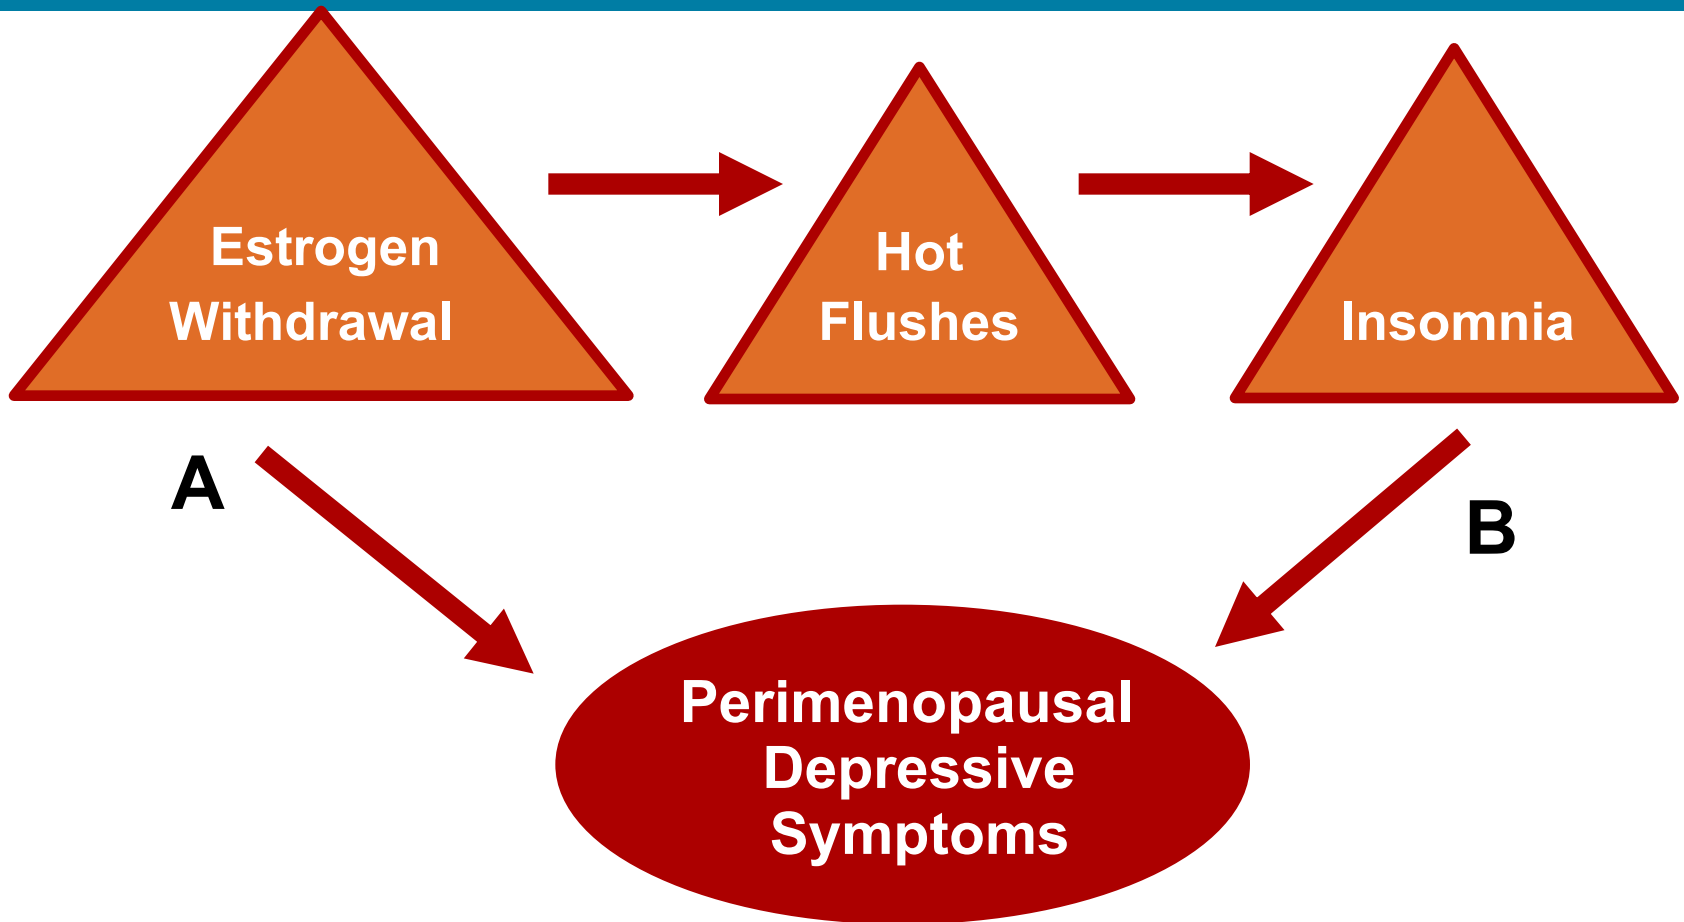 Estrogen
Withdrawal
Hot
Flushes
Insomnia
A
B
Perimenopausal
Depressive
Symptoms